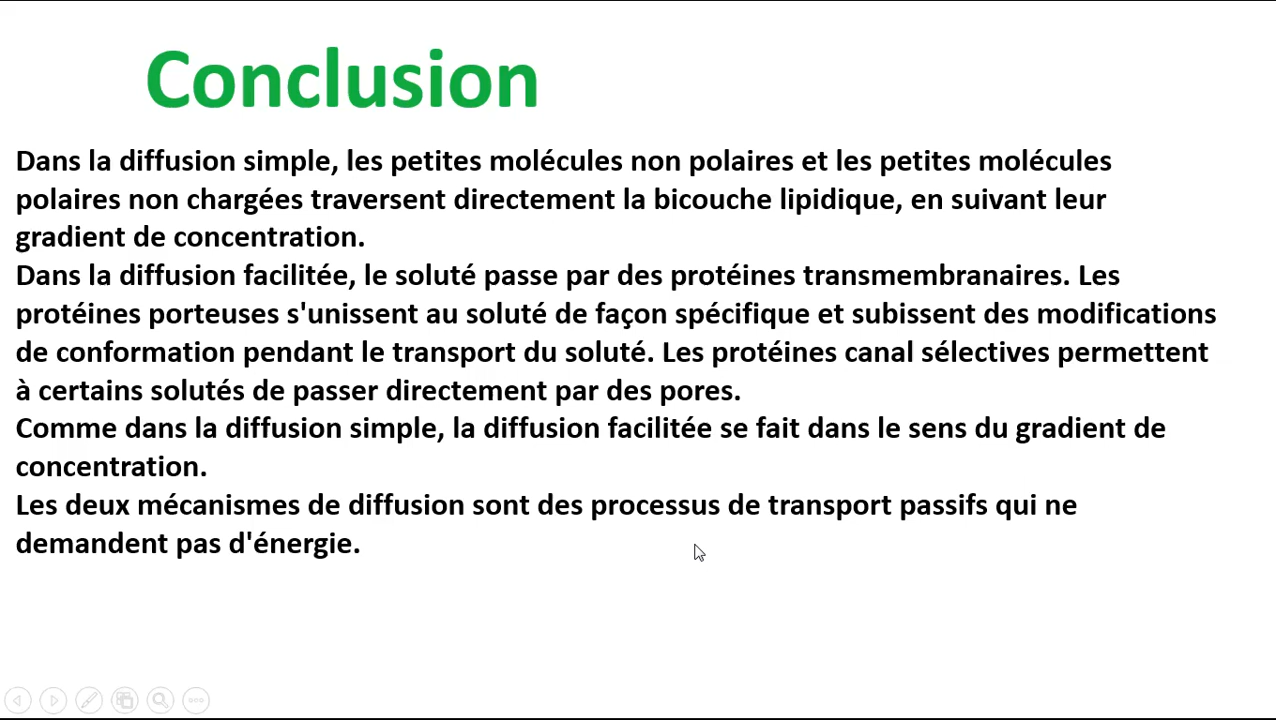 Conclusion
Dans la diffusion simple, les petites molécules non polaires et les petites molécules
polaires non chargées traversent directement la bicouche lipidique, en suivant leur
gradient de concentration.
Dans la diffusion facilitée, le soluté passe par des protéines transmembranaires. Les
protéines porteuses s'unissent au soluté de façon spécifique et subissent des modifications
de conformation pendant le transport du soluté. Les protéines canal sélectives permettent
à certains solutés de passer directement par des pores.
Comme dans la diffusion simple, la diffusion facilitée se fait dans le sens du gradient de
concentration.
Les deux mécanismes de diffusion sont des processus de transport passifs qui ne
demandent pas d'énergie.